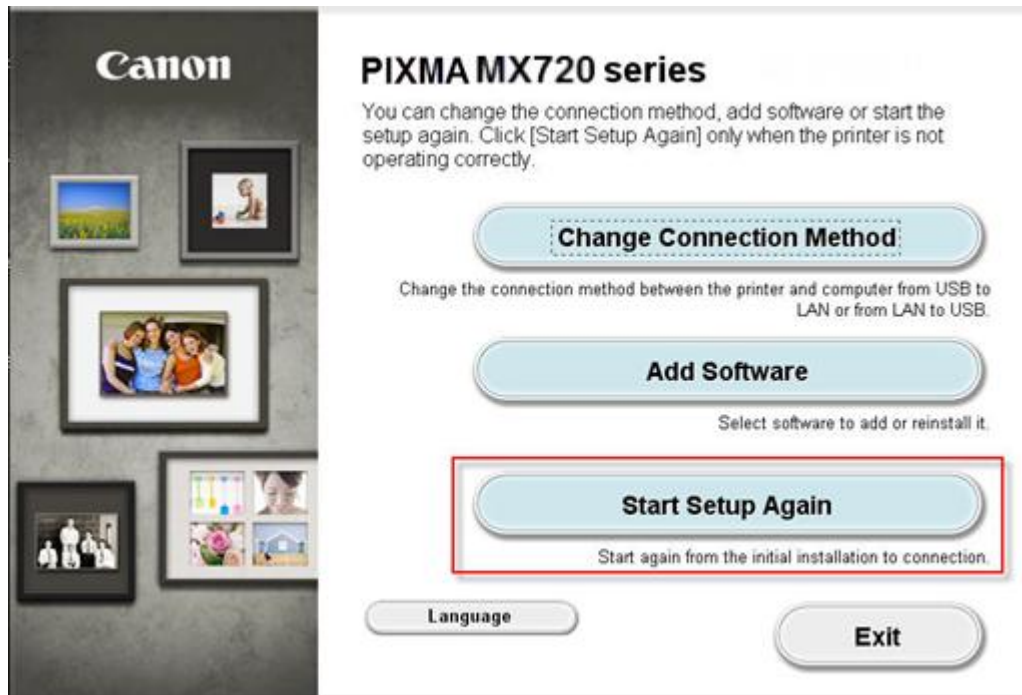 Canon
PIXMA MX720 series
You can change the connection method, add software or start the
setup again. Click [Start Setup Again] only when the printer is not
operating correctly.
Change Connection Method
Change the connection method between the printer and computer from USB to
LAN or from LAN to USB.
Add Software
Select software to add or reinstall it.
Start Setup Again
Start again from the initial installation to connection.
Language
Exit